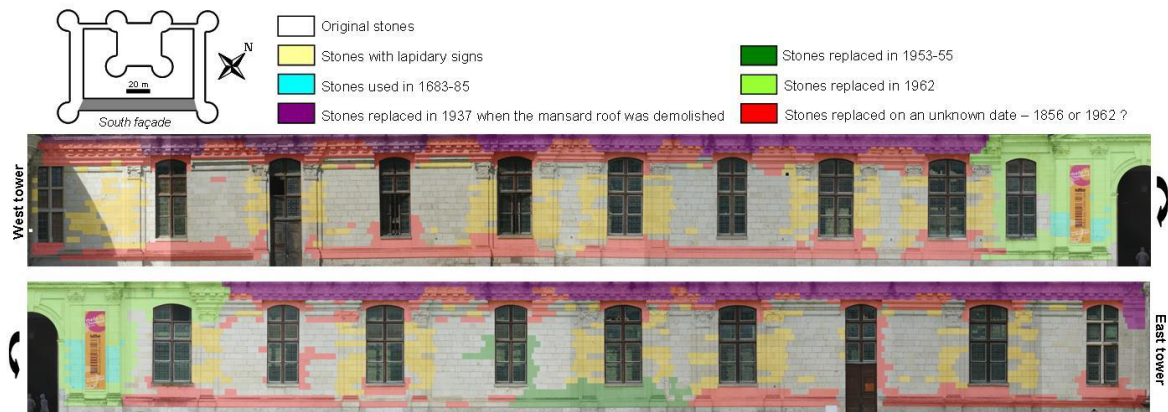 N
20 m
South façade
Original stones
Stones with lapidary signs
Stones used in 1683-85
Stones replaced in 1937 when the mansard roof was demolished
Stones replaced in 1953-55
Stones replaced in 1962
Stones replaced on an unknown date – 1856 or 1962 ?
West tower
East tower